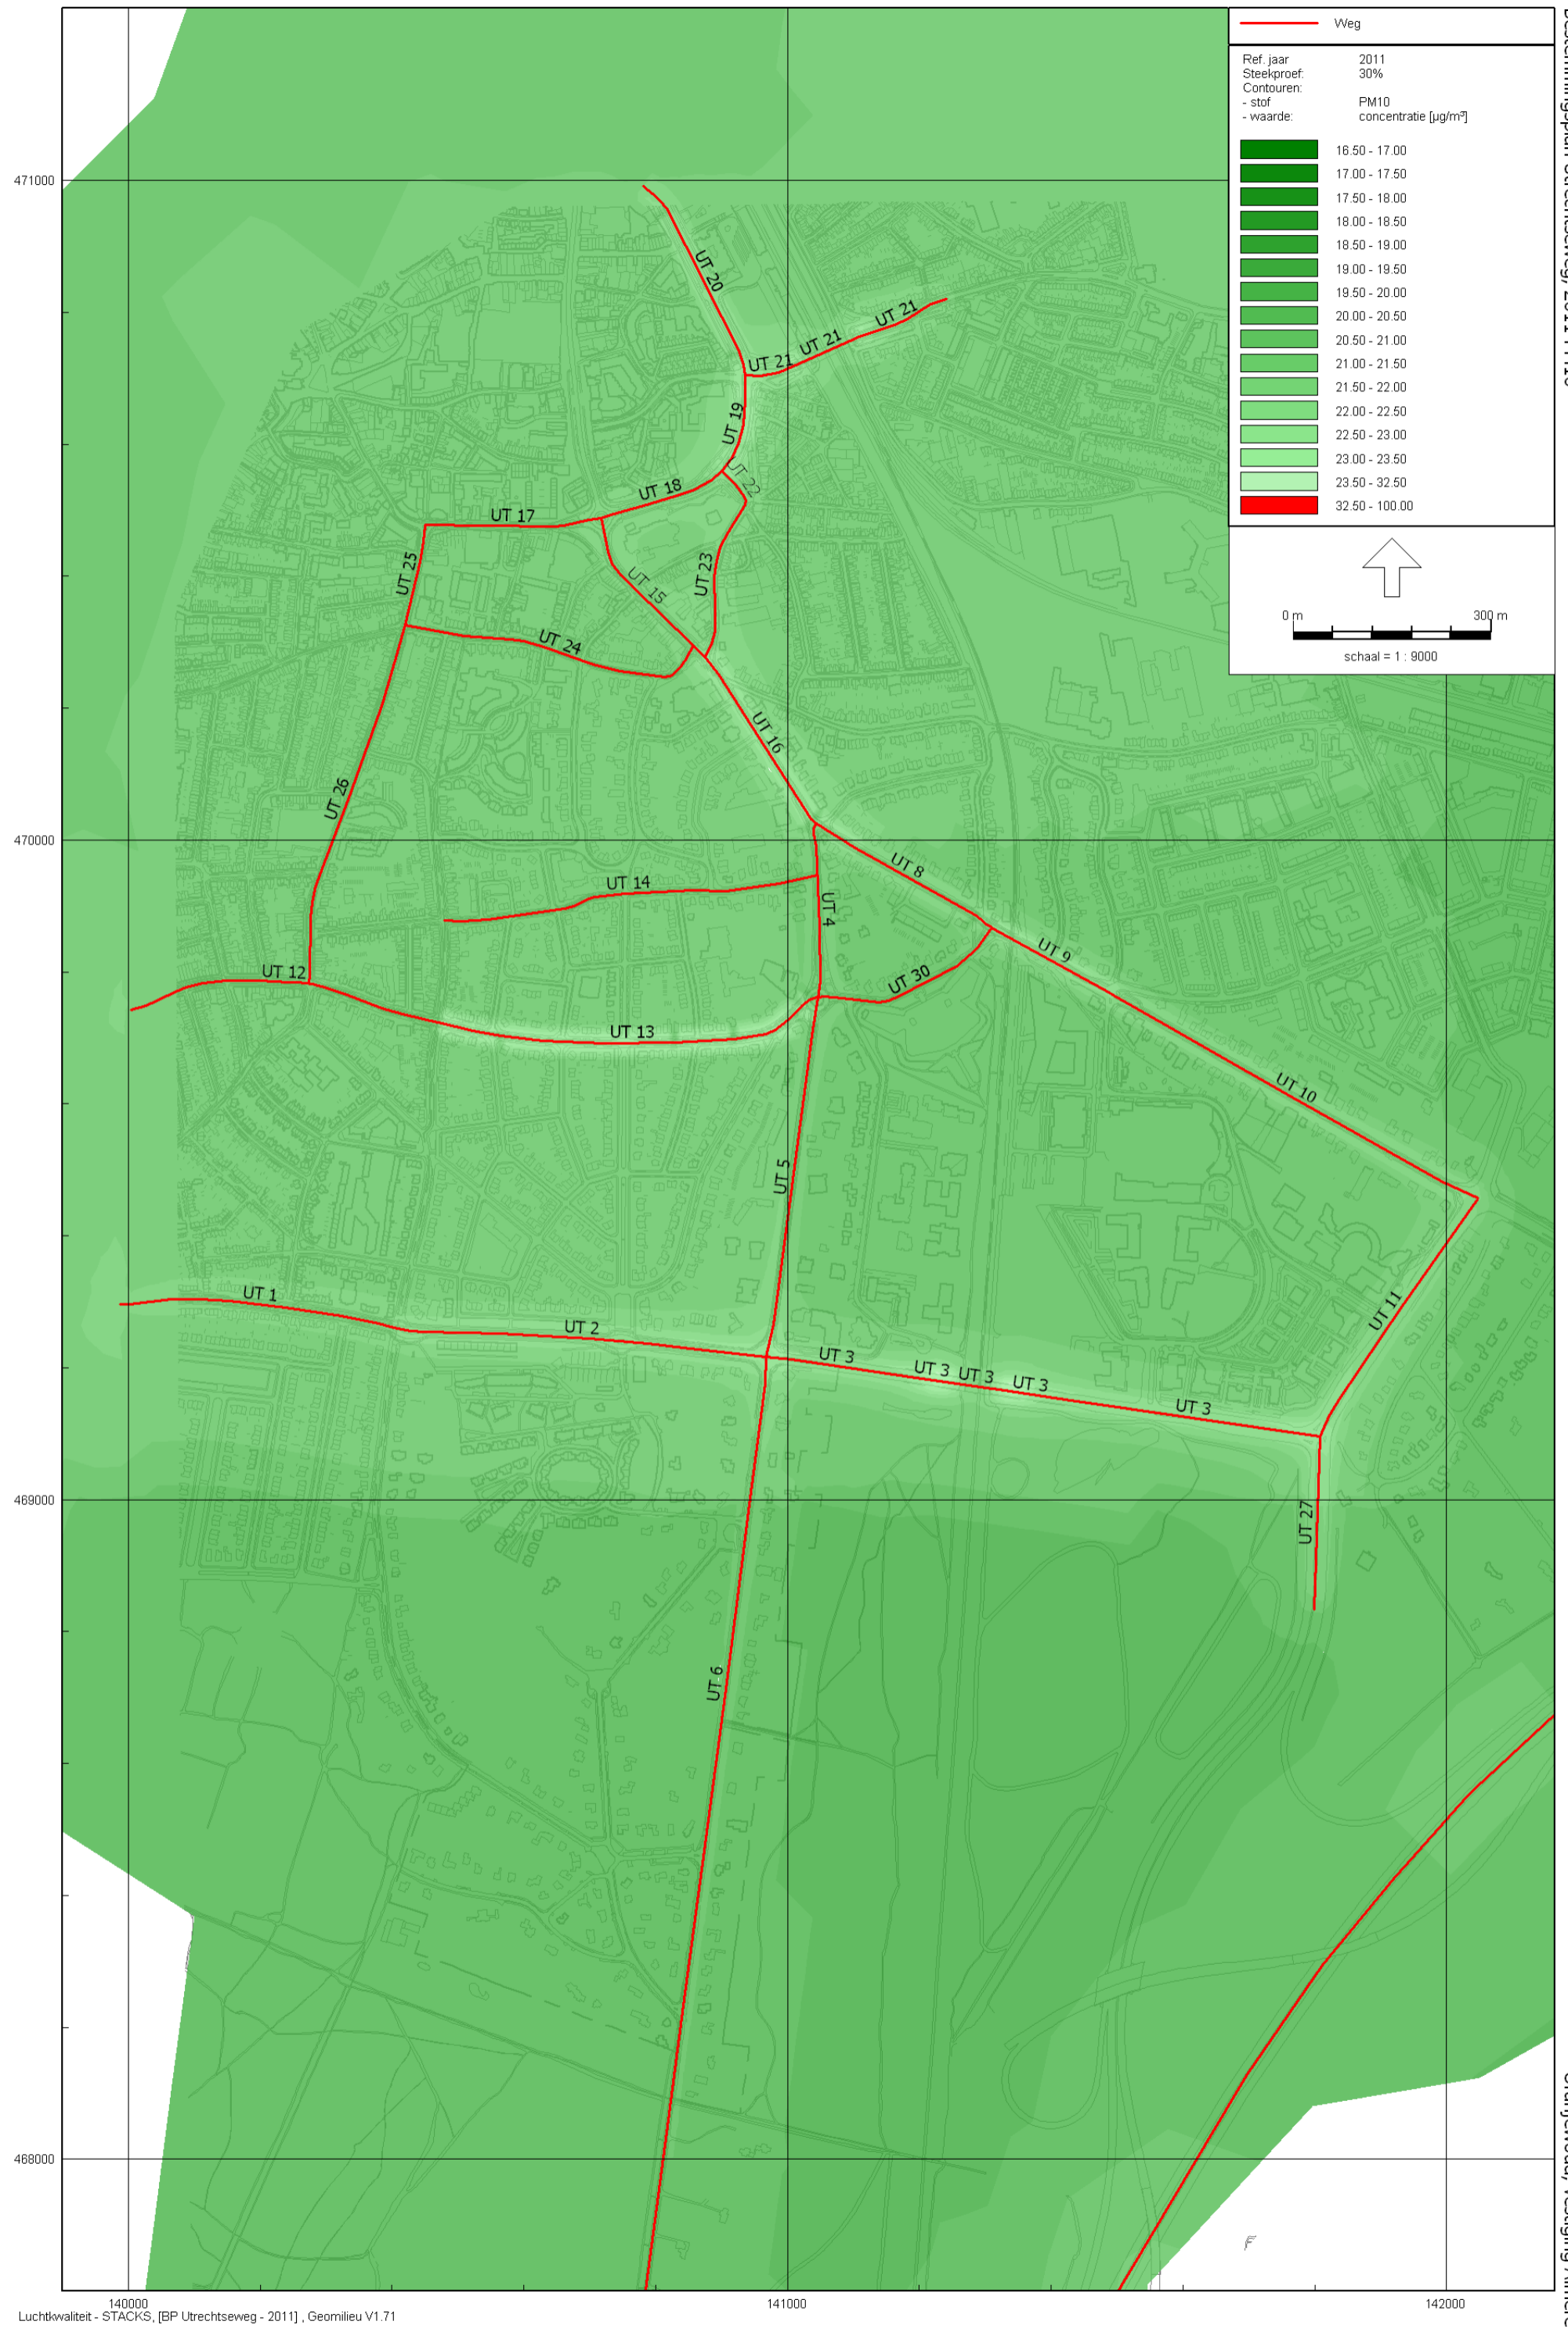 Weg
Ref. jaar 2011
Steekproef: 30%
Contouren:
- stof PM10
- waarde: concentratie [µg/m³]
16.50 - 17.00
17.00 - 17.50
17.50 - 18.00
18.00 - 18.50
18.50 - 19.00
19.00 - 19.50
19.50 - 20.00
20.00 - 20.50
20.50 - 21.00
21.00 - 21.50
21.50 - 22.00
22.00 - 22.50
22.50 - 23.00
23.00 - 23.50
23.50 - 32.50
32.50 - 100.00
0 m 300 m
schaal = 1 : 9000
471000
UT 20
UT 21
UT 21
UT 21
UT 19
UT 22
UT 18
UT 17
UT 25
UT 23
UT 15
UT 24
UT 16
UT 26
470000
UT 8
UT 14
UT 4
UT 9
UT 12
UT 30
UT 13
UT 10
UT 5
UT 1
UT 11
UT 2
UT 3
UT 3
UT 3
UT 3
UT 3
469000
UT 27
UT 6
468000
F
140000 141000 142000
Luchtkwaliteit - STACKS, [BP Utrechtseweg - 2011] , Geomilieu V1.71